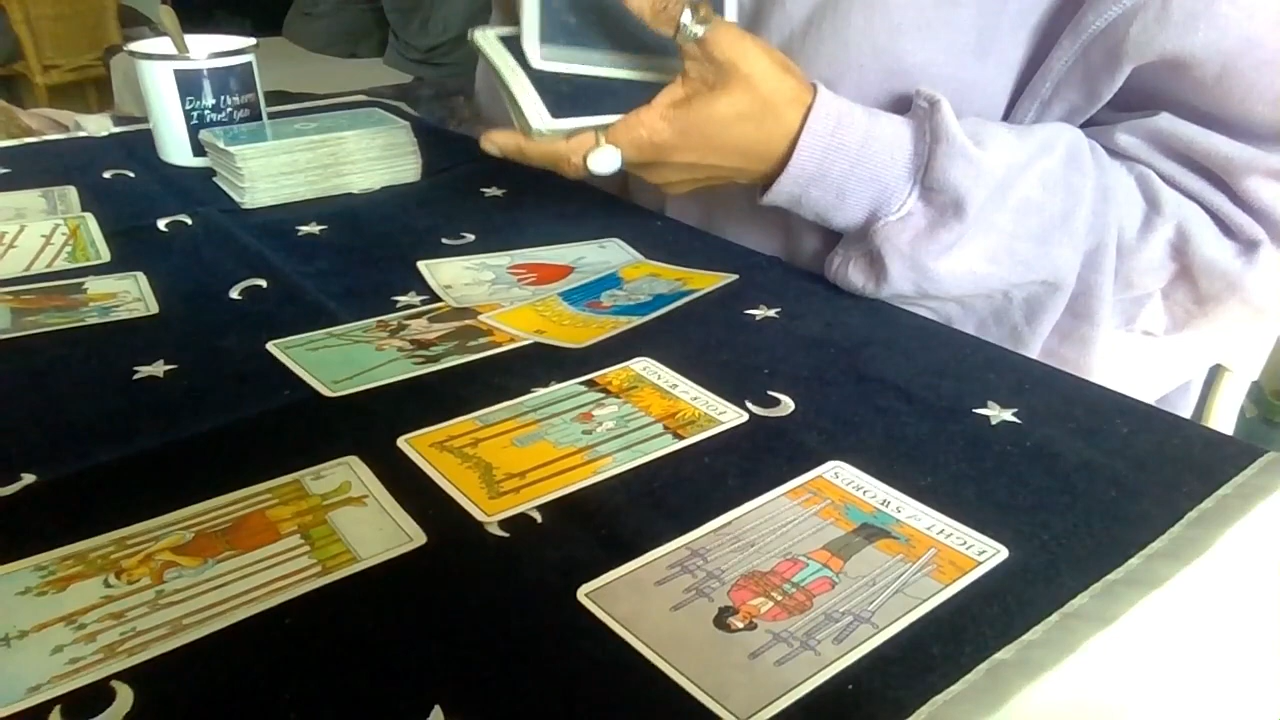 Dear Universe
I Trust you
FOUR of WANDS
EIGHT of SWORDS